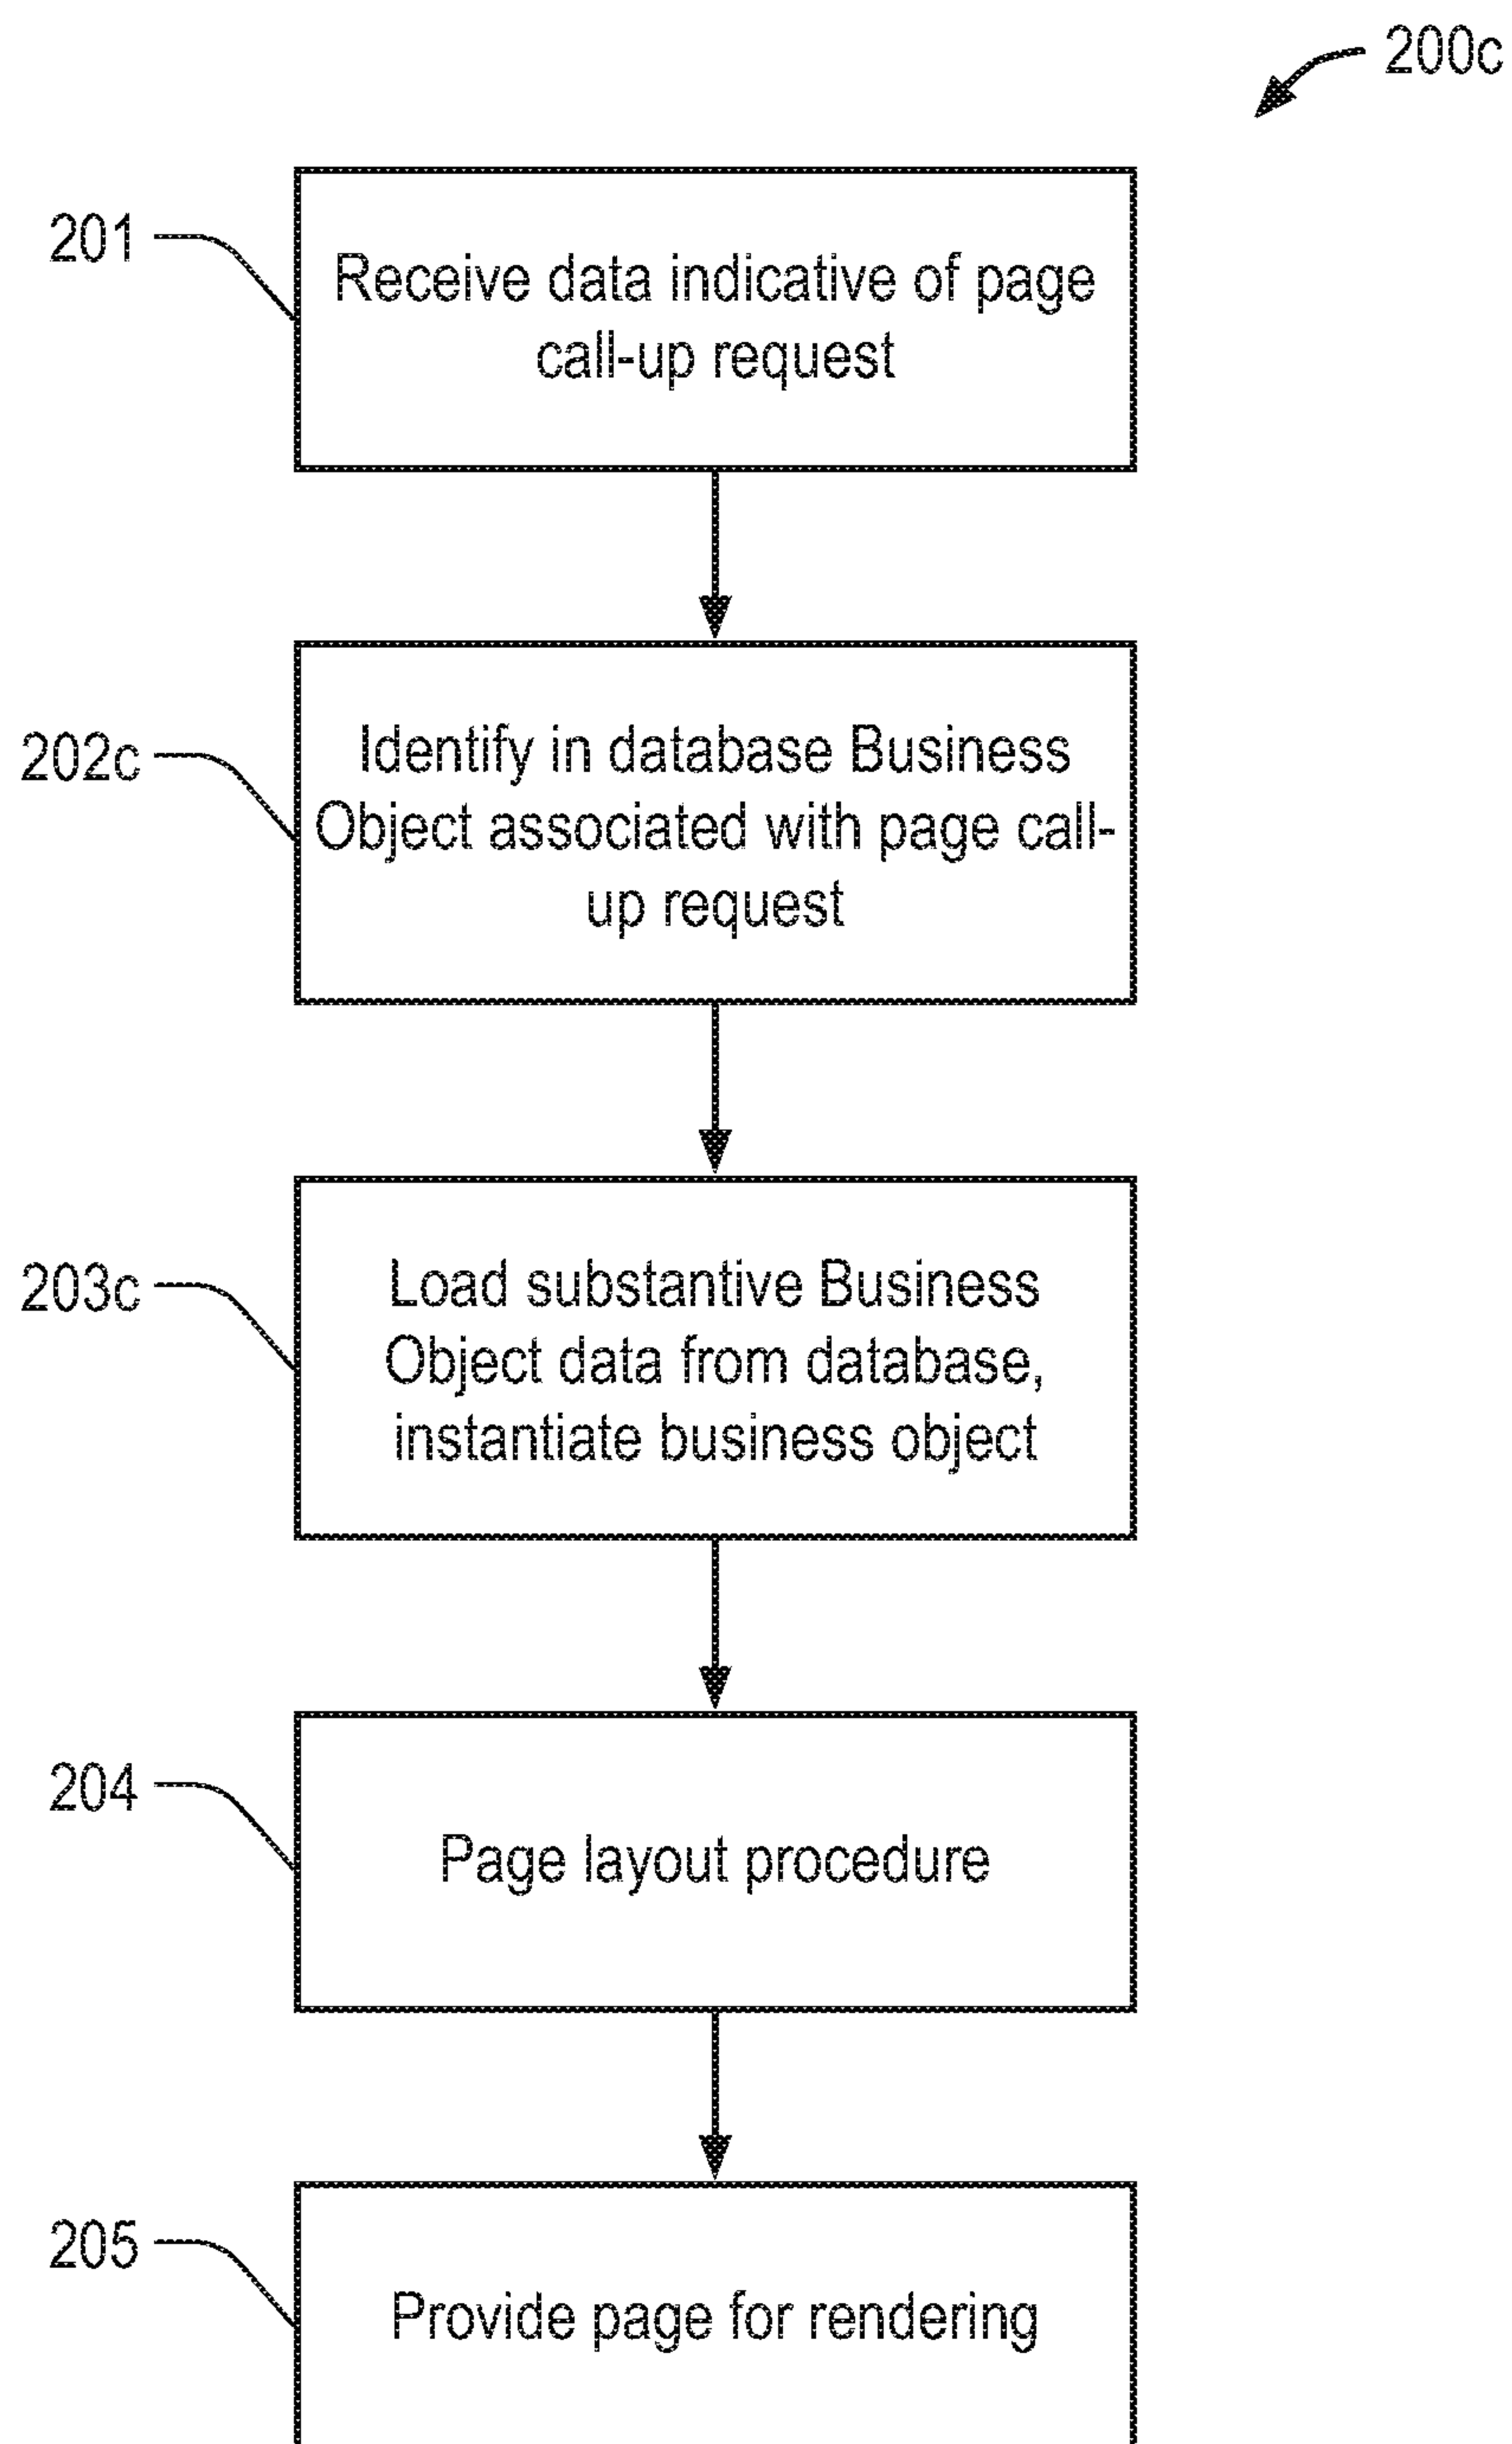 200c
201
Receive data indicative of page
call-up request
202c
Identify in database Business
Object associated with page call-
up request
203c
Load substantive Business
Object data from database,
instantiate business object
204
Page layout procedure
205
Provide page for rendering